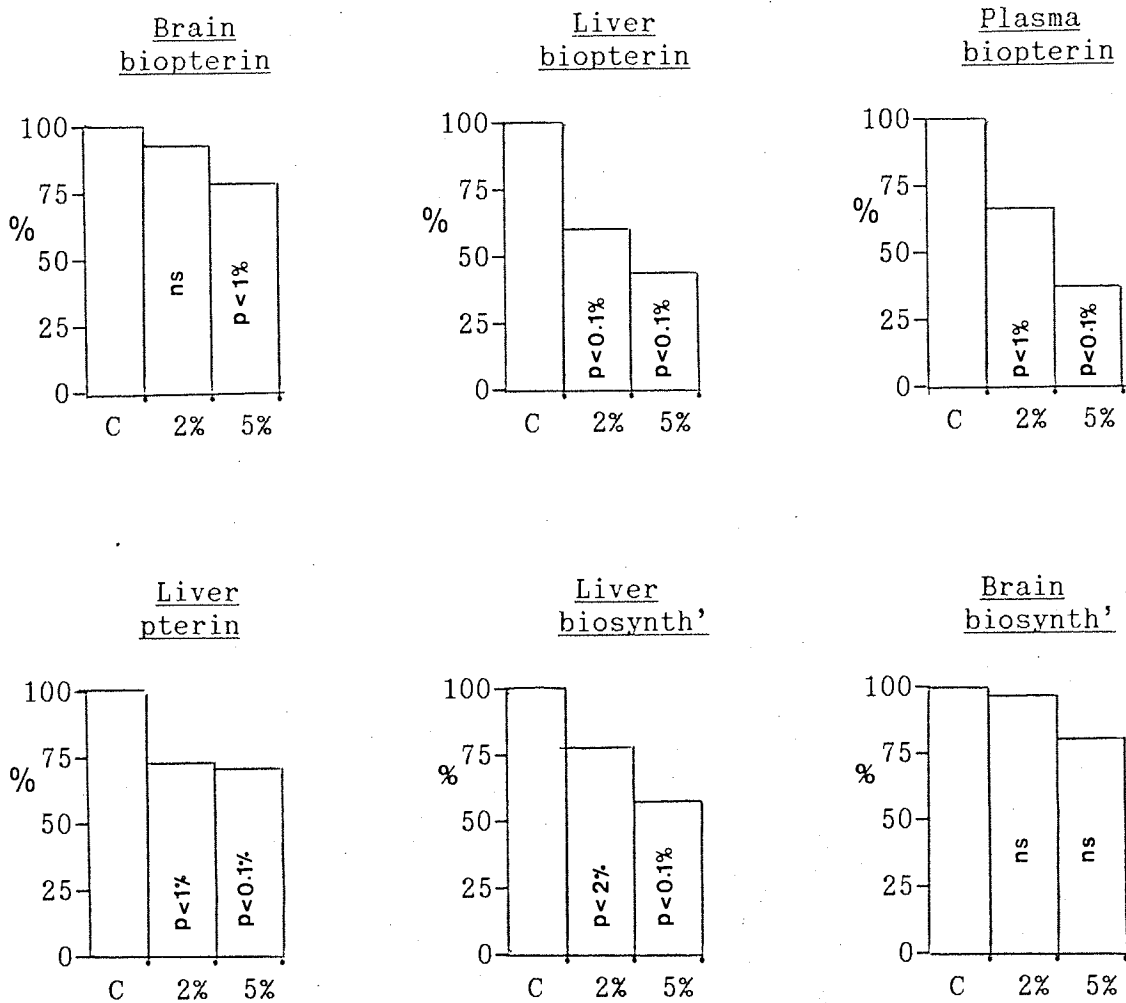 Brain
biopterin
100
75
%
50
25
0
ns
p<1%
C 2% 5%
Liver
biopterin
100
75
%
50
25
0
p<0.1%
p<0.1%
C 2% 5%
Plasma
biopterin
100
75
%
50
25
0
p<1%
p<0.1%
C 2% 5%
Liver
pterin
100
75
%
50
25
0
p<1%
p<0.1%
C 2% 5%
Liver
biosynth'
100
75
%
50
25
0
p<2%
p<0.1%
C 2% 5%
Brain
biosynth'
100
75
%
50
25
0
ns
ns
C 2% 5%